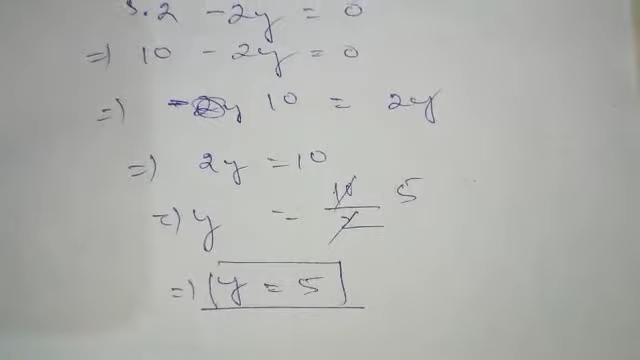 5.2 - 2y = 0
=) 10 - 2y = 0
=) 10 = 2y
=) 2y = 10
=) y = 10/2 5
=) y = 5